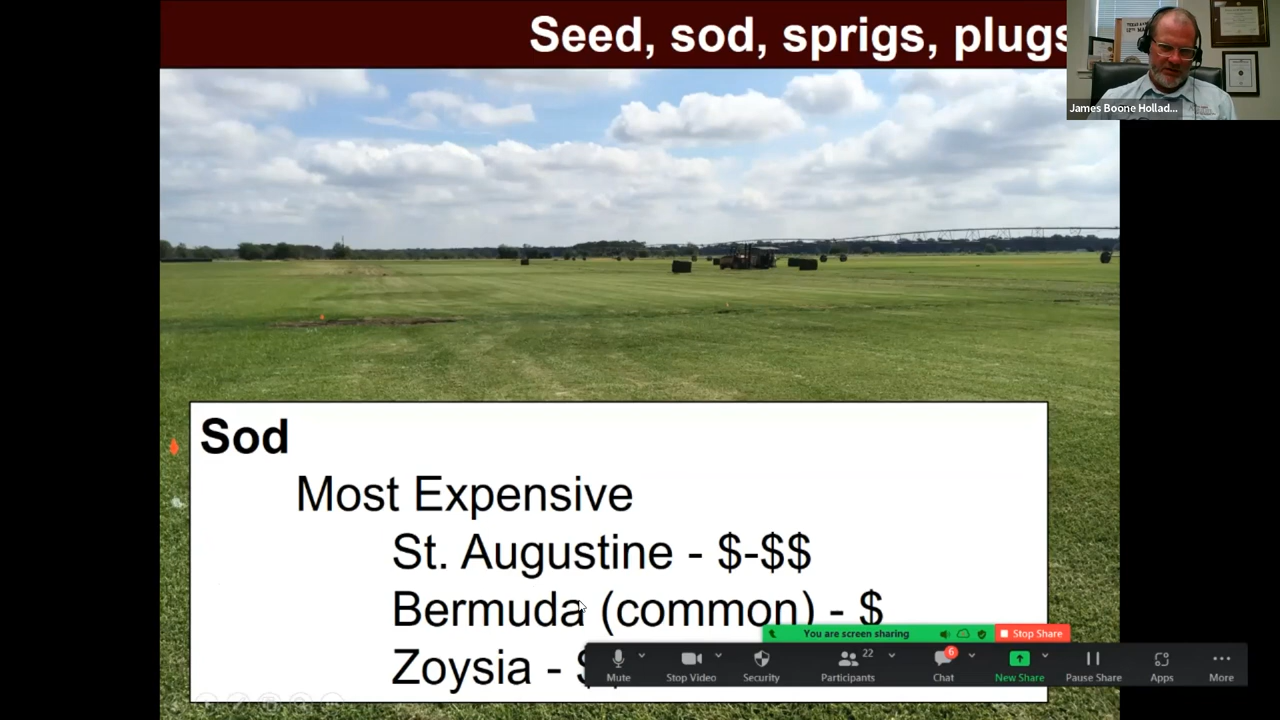 Seed, sod, sprigs, plugs
James Boone Hollad...
Sod
Most Expensive
St. Augustine - $-$$
Bermuda (common) - $
Zoysia -
You are screen sharing
Stop Share
22
6
Mute
Stop Video
Security
Participants
Chat
New Share
Pause Share
Apps
More